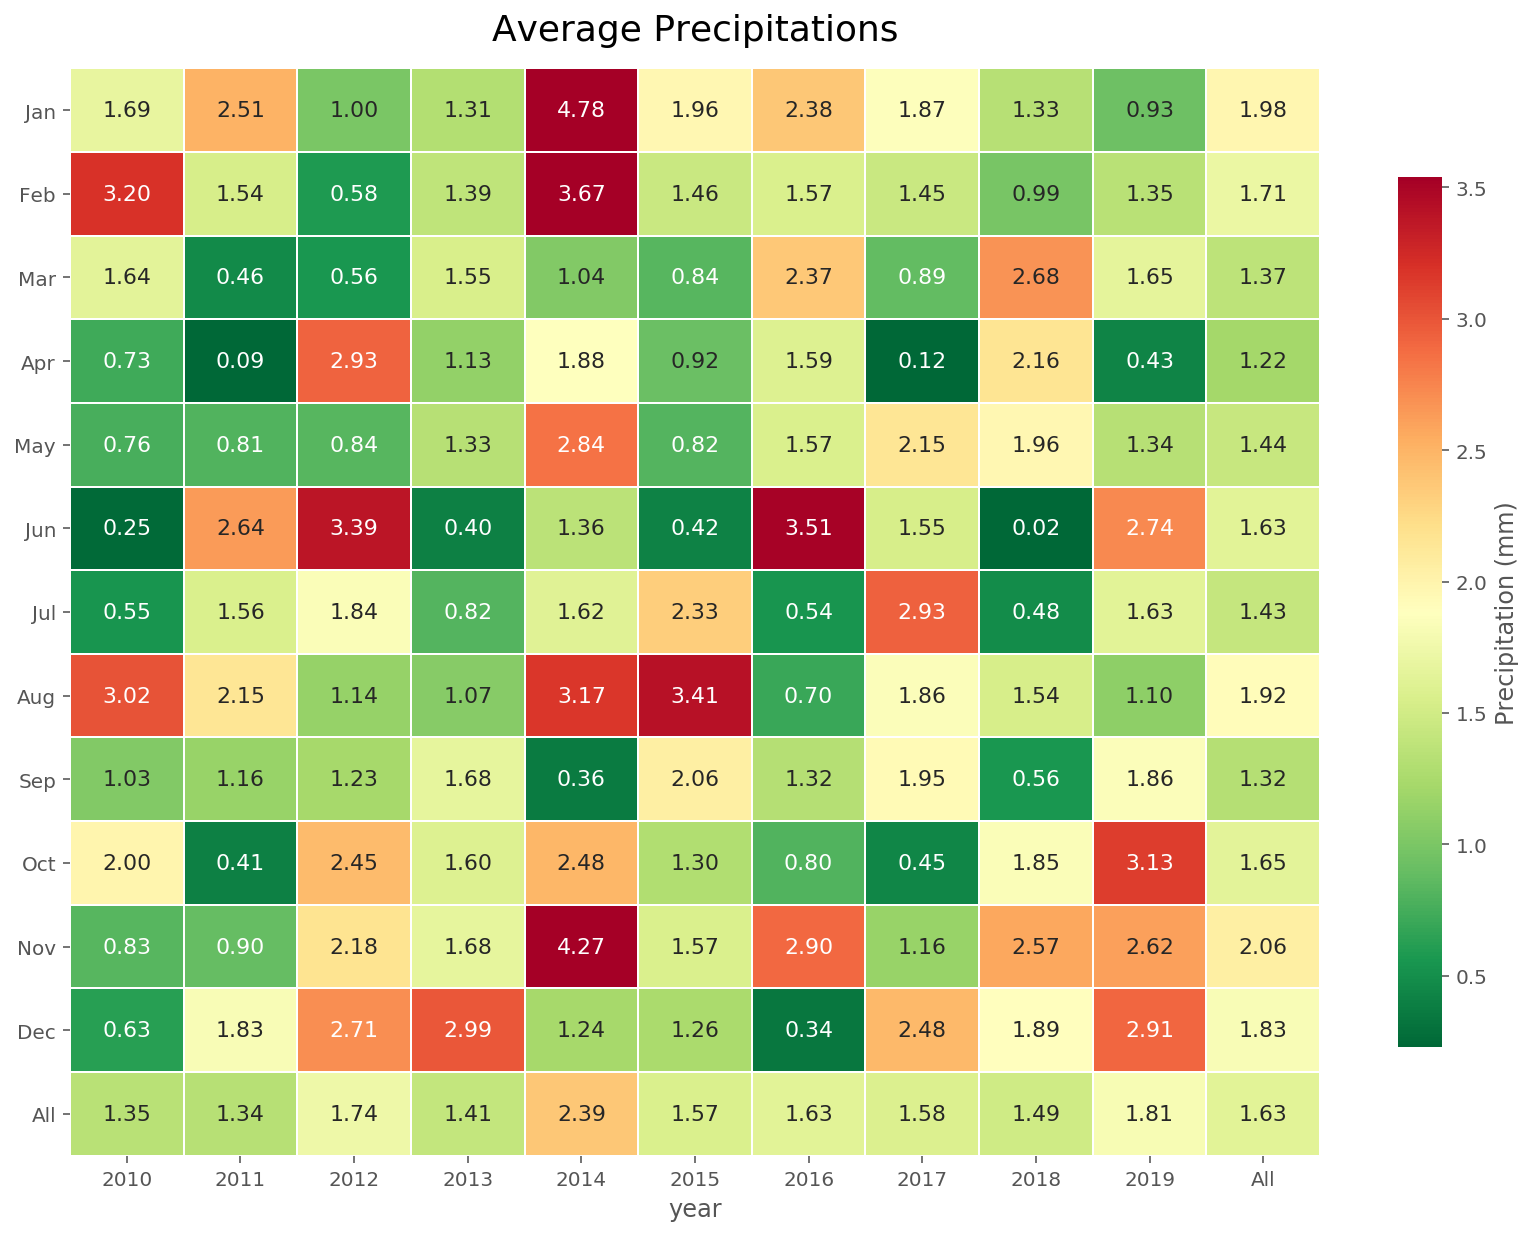 Average Precipitations
Jan 1.69 2.51 1.00 1.31 4.78 1.96 2.38 1.87 1.33 0.93 1.98
Feb 3.20 1.54 0.58 1.39 3.67 1.46 1.57 1.45 0.99 1.35 1.71
Mar 1.64 0.46 0.56 1.55 1.04 0.84 2.37 0.89 2.68 1.65 1.37
Apr 0.73 0.09 2.93 1.13 1.88 0.92 1.59 0.12 2.16 0.43 1.22
May 0.76 0.81 0.84 1.33 2.84 0.82 1.57 2.15 1.96 1.34 1.44
Jun 0.25 2.64 3.39 0.40 1.36 0.42 3.51 1.55 0.02 2.74 1.63
Jul 0.55 1.56 1.84 0.82 1.62 2.33 0.54 2.93 0.48 1.63 1.43
Aug 3.02 2.15 1.14 1.07 3.17 3.41 0.70 1.86 1.54 1.10 1.92
Sep 1.03 1.16 1.23 1.68 0.36 2.06 1.32 1.95 0.56 1.86 1.32
Oct 2.00 0.41 2.45 1.60 2.48 1.30 0.80 0.45 1.85 3.13 1.65
Nov 0.83 0.90 2.18 1.68 4.27 1.57 2.90 1.16 2.57 2.62 2.06
Dec 0.63 1.83 2.71 2.99 1.24 1.26 0.34 2.48 1.89 2.91 1.83
All 1.35 1.34 1.74 1.41 2.39 1.57 1.63 1.58 1.49 1.81 1.63
2010 2011 2012 2013 2014 2015 2016 2017 2018 2019 All
year
3.5
3.0
2.5
2.0
1.5
1.0
0.5
Precipitation (mm)